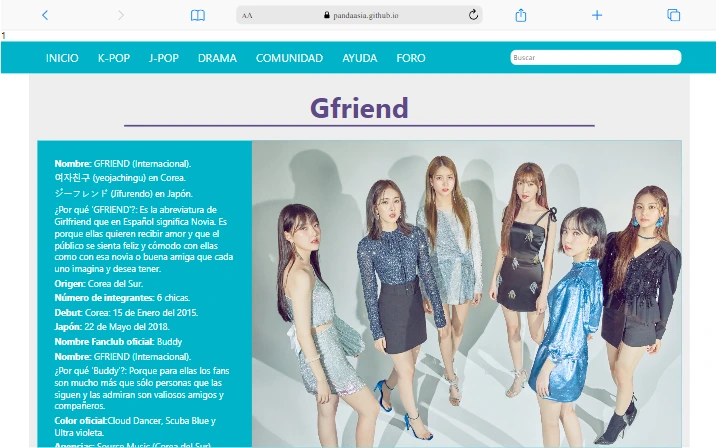 AA pandaasia.github.io
1
INICIO K-POP J-POP DRAMA COMUNIDAD AYUDA FORO Buscar
Gfriend
Nombre: GFRIEND (Internacional).
여자친구 (yeojachingu) en Corea.
ジーフレンド (Jifurendo) en Japón.
¿Por qué 'GFRIEND'?: Es la abreviatura de
Girlfriend que en Español significa Novia. Es
porque ellas quieren recibir amor y que el
público se sienta feliz y cómodo con ellas
como con esa novia o buena amiga que cada
uno imagina y desea tener.
Origen: Corea del Sur.
Número de integrantes: 6 chicas.
Debut: Corea: 15 de Enero del 2015.
Japón: 22 de Mayo del 2018.
Nombre Fanclub oficial: Buddy
Nombre: GFRIEND (Internacional).
¿Por qué 'Buddy'?: Porque para ellas los fans
son mucho más que sólo personas que las
siguen y las admiran son valiosos amigos y
compañeros.
Color oficial:Cloud Dancer, Scuba Blue y
Ultra violeta.
Agencias: Source Music (Corea del Sur)